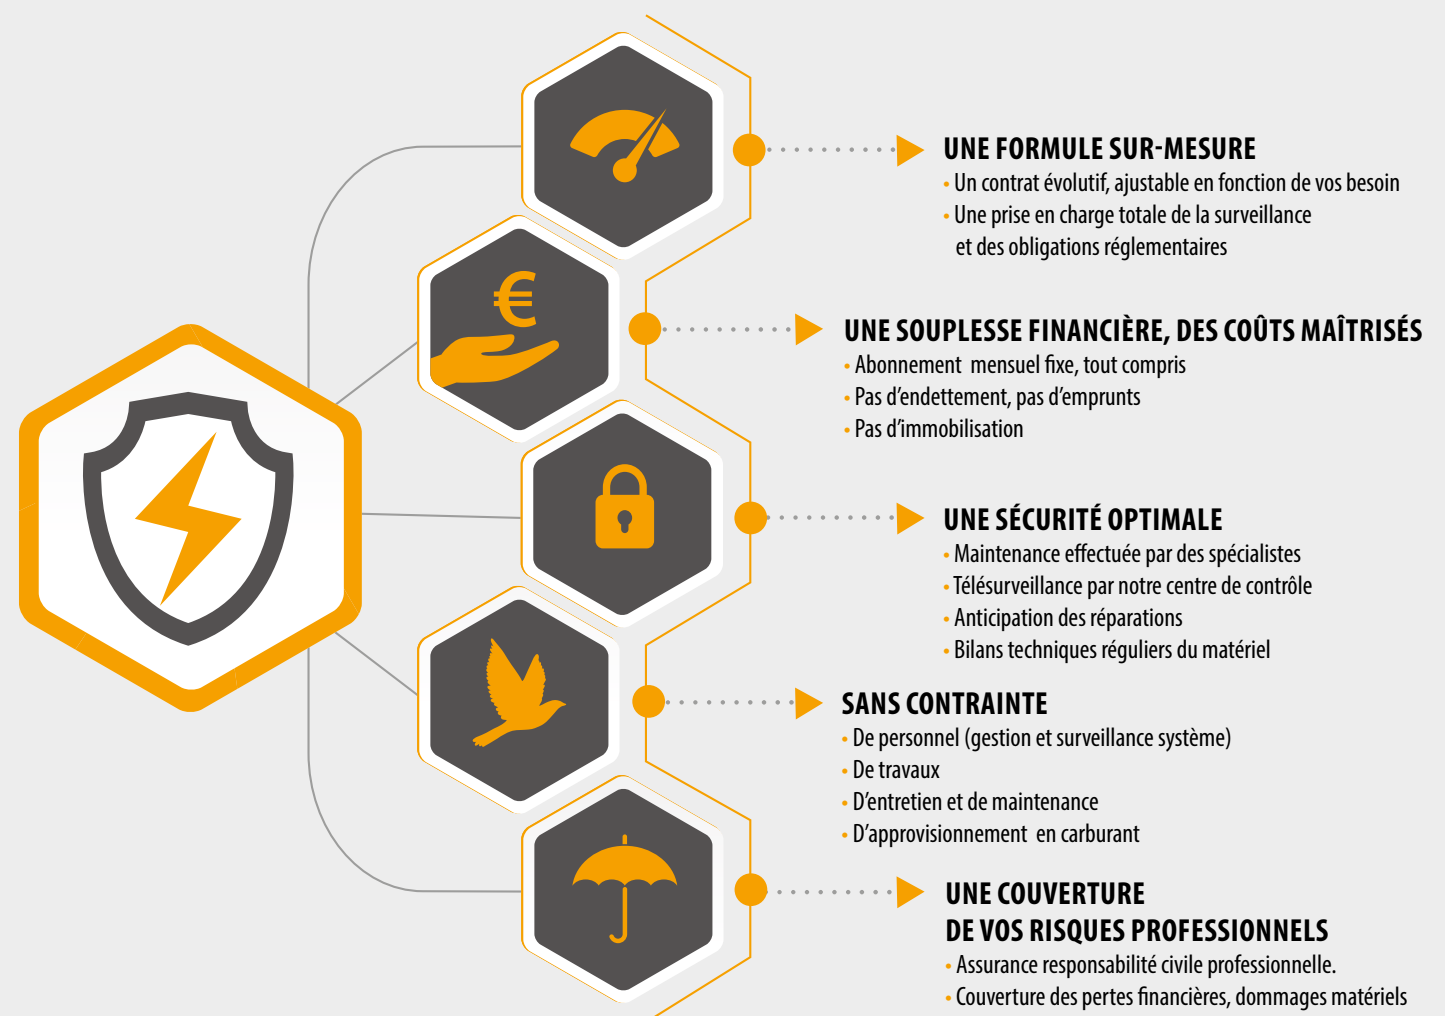 UNE FORMULE SUR-MESURE
• Un contrat évolutif, ajustable en fonction de vos besoin
• Une prise en charge totale de la surveillance
et des obligations réglementaires
UNE SOUPLESSE FINANCIÈRE, DES COÛTS MAÎTRISÉS
• Abonnement mensuel fixe, tout compris
• Pas d’endettement, pas d’emprunts
• Pas d’immobilisation
UNE SÉCURITÉ OPTIMALE
• Maintenance effectuée par des spécialistes
• Télésurveillance par notre centre de contrôle
• Anticipation des réparations
• Bilans techniques réguliers du matériel
SANS CONTRAINTE
• De personnel (gestion et surveillance système)
• De travaux
• D’entretien et de maintenance
• D’approvisionnement en carburant
UNE COUVERTURE
DE VOS RISQUES PROFESSIONNELS
• Assurance responsabilité civile professionnelle.
• Couverture des pertes financières, dommages matériels
€